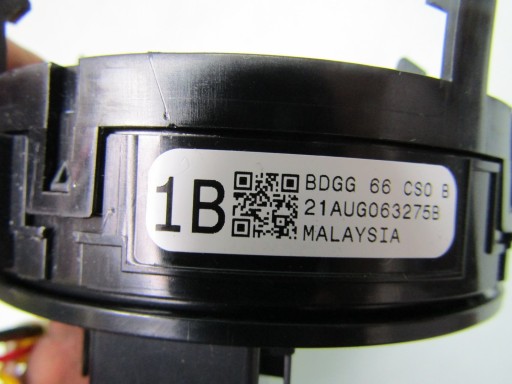 1B
BDGG 66 CS0 B
21AUG063275B
MALAYSIA